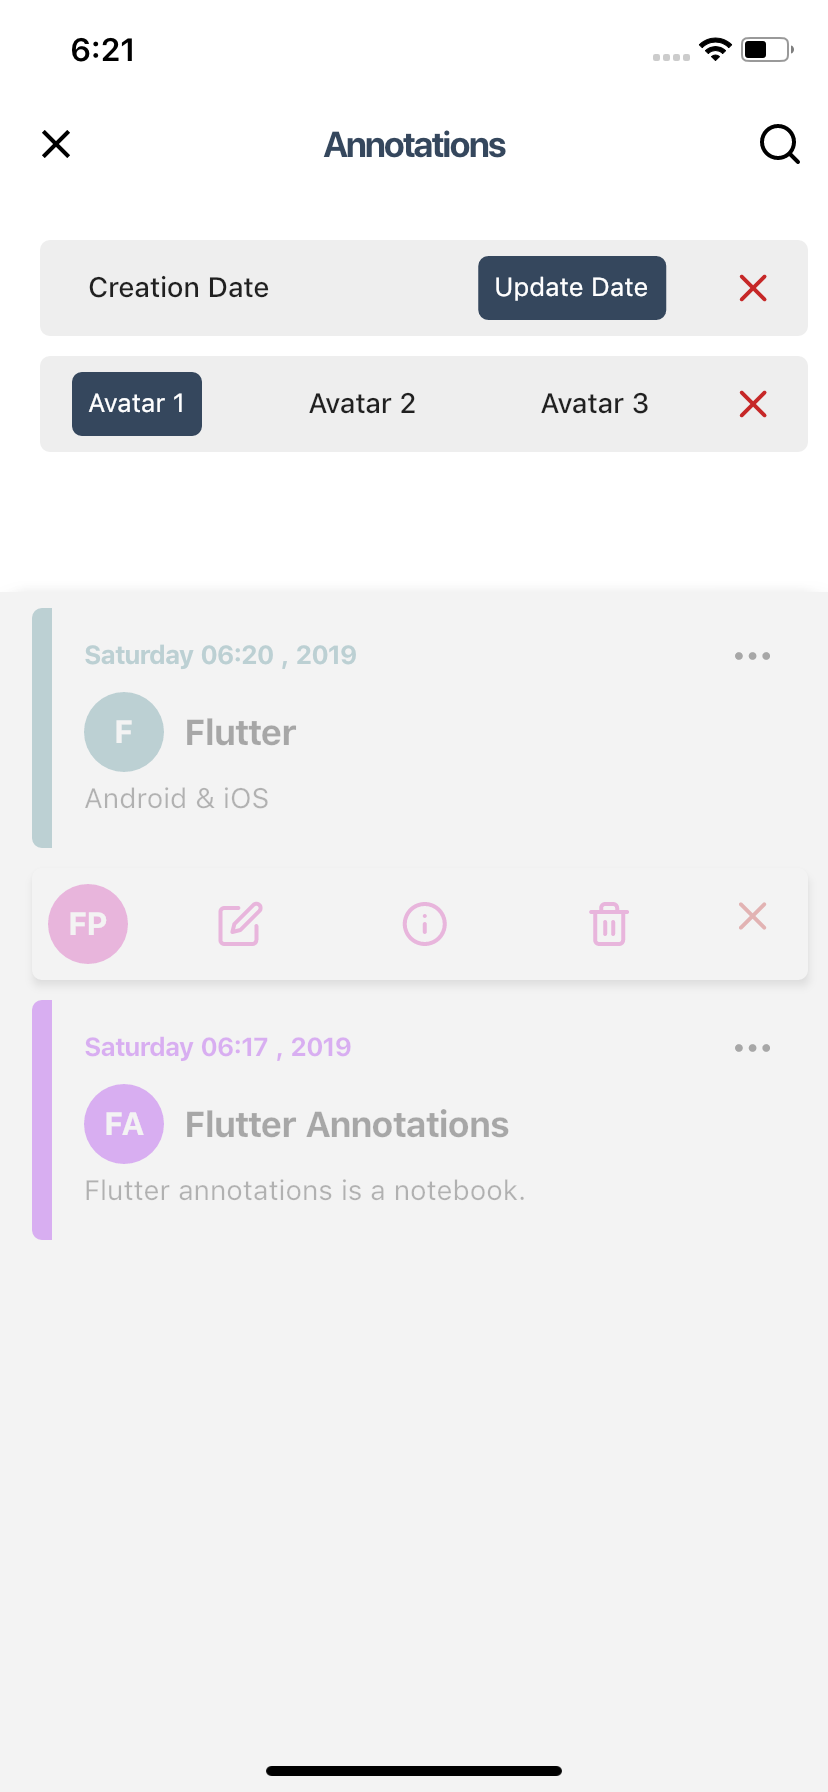 6:21
Annotations
Creation Date Update Date
Avatar 1 Avatar 2 Avatar 3
Saturday 06:20 , 2019
F Flutter
Android & iOS
FP
Saturday 06:17 , 2019
FA Flutter Annotations
Flutter annotations is a notebook.